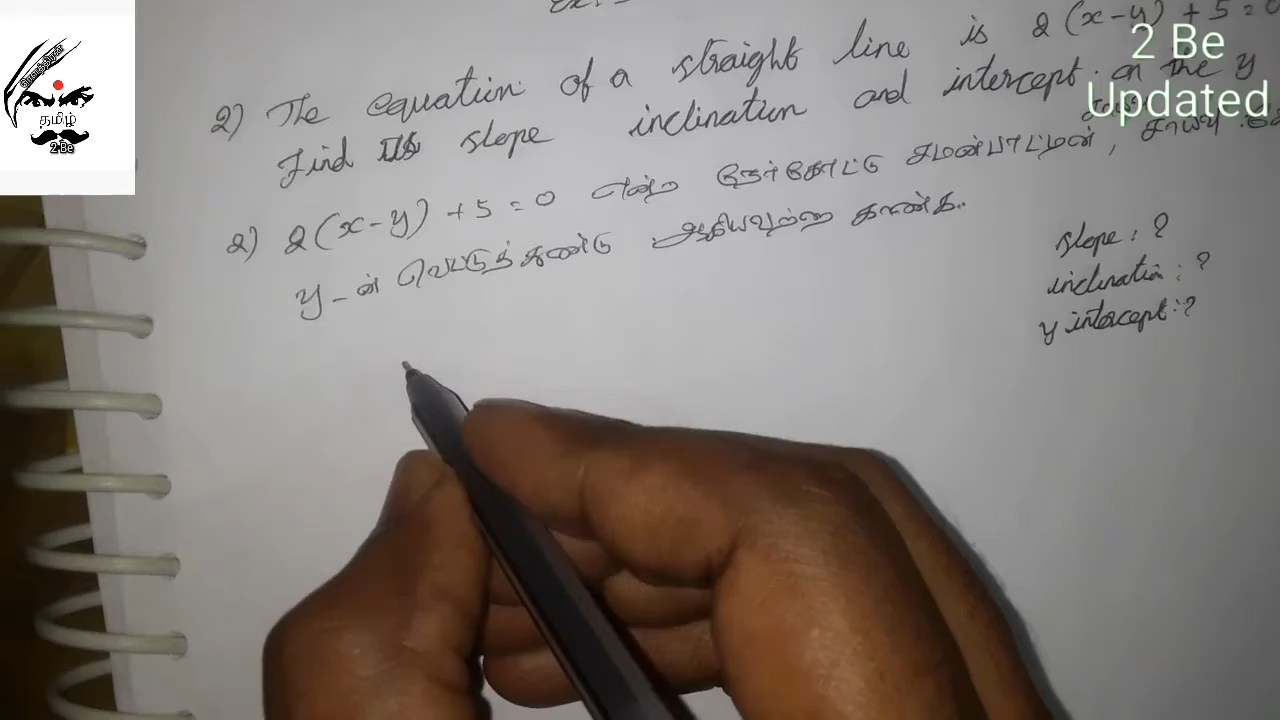 2 Be
Updated
தமிழ்
2 Be
2) The equation of a straight line is 2(x-y) + 5 = 0
Find its slope inclination and intercept on the y
2) 2(x-y) + 5 = 0 என்ற நேர்கோட்டு சமன்பாட்டின், சாய்வு
y-ன் வெட்டுத்துண்டு ஆகியவற்றை காண்க.
slope : ?
inclination : ?
y intercept : ?